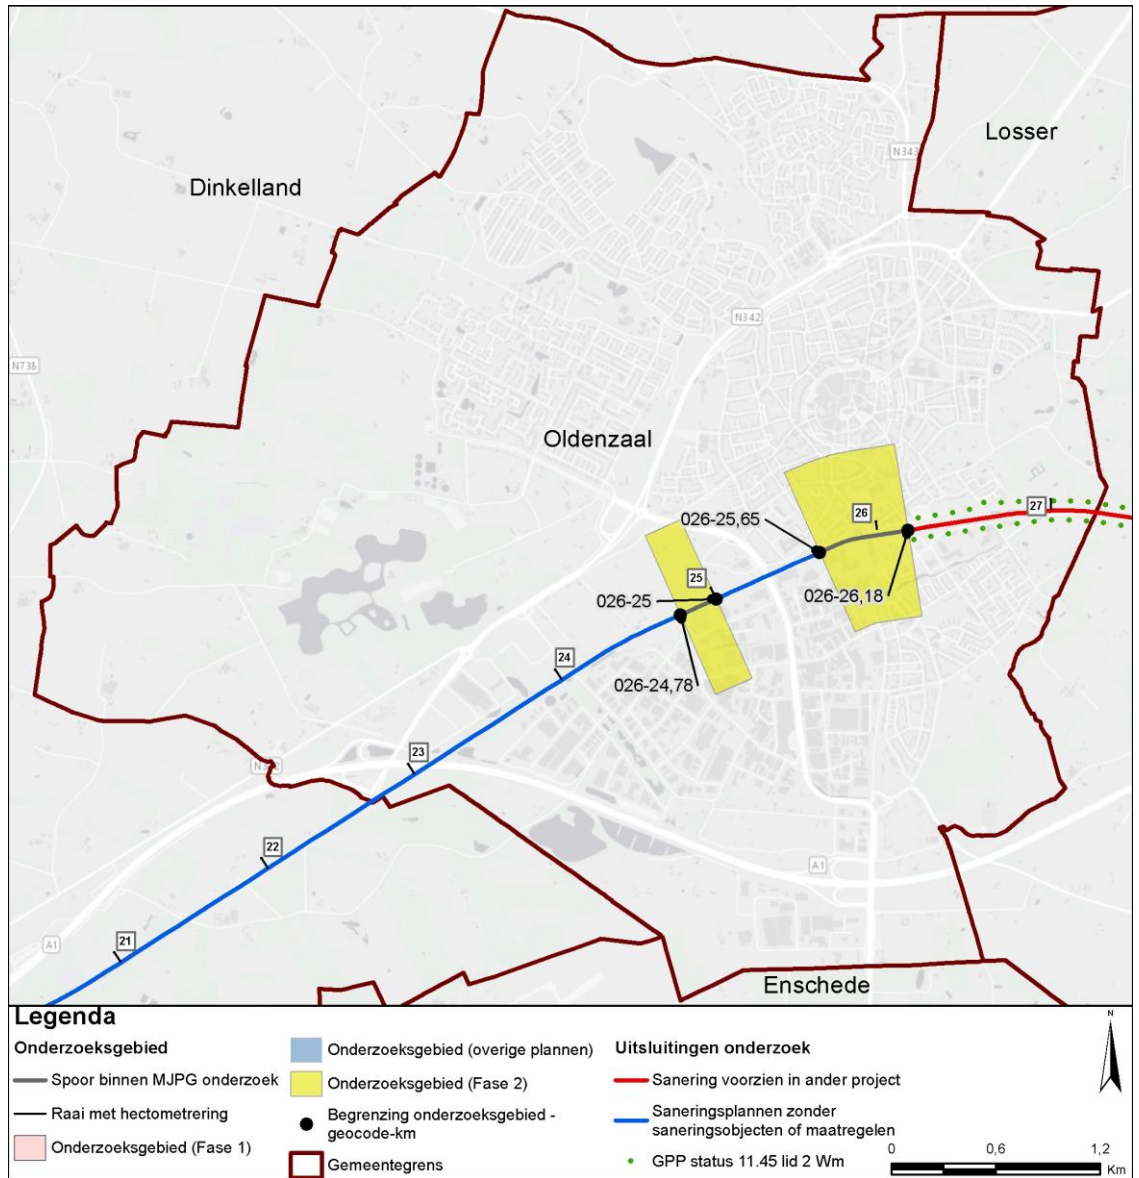 Losser
N343
Dinkelland
N342
N736
Oldenzaal
026-25,65
26
27
026-26,18
25
026-25
24
026-24,78
23
22
A1
21
A1
Enschede
Legenda
Onderzoeksgebied
Spoor binnen MJPG onderzoek
Raai met hectometrering
Onderzoeksgebied (Fase 1)
Onderzoeksgebied (overige plannen)
Onderzoeksgebied (Fase 2)
Begrenzing onderzoeksgebied -
geocode-km
Gemeentegrens
Uitsluitingen onderzoek
Sanering voorzien in ander project
Saneringsplannen zonder
saneringsobjecten of maatregelen
GPP status 11.45 lid 2 Wm
N
0 0,6 1,2
Km